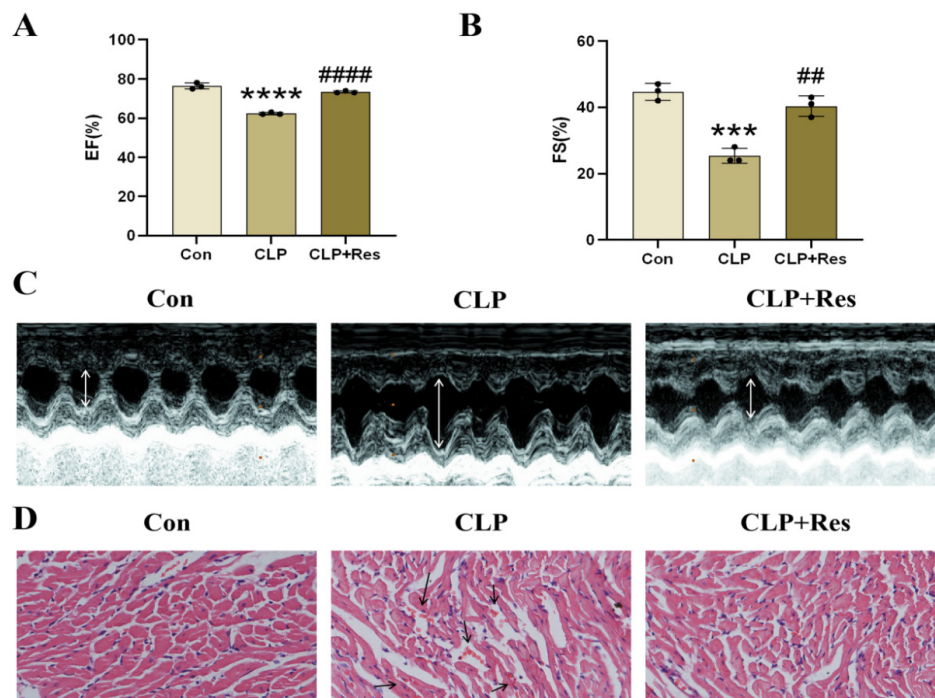 A
EF(%)
100
80
60
40
20
0
****
####
Con
CLP
CLP+Res
B
FS(%)
60
40
20
0
***
##
Con
CLP
CLP+Res
C
Con
CLP
CLP+Res
D
Con
CLP
CLP+Res